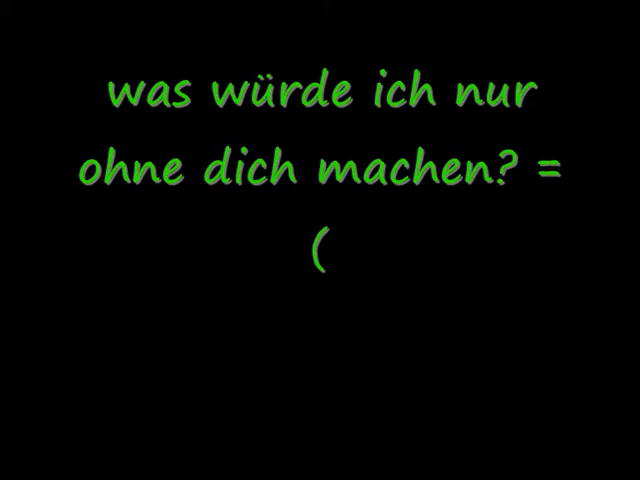 was würde ich nur
ohne dich machen? =
(